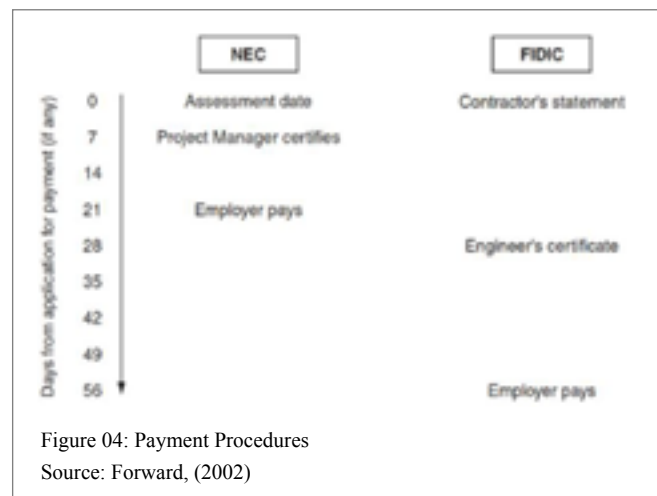 NEC FIDIC
0 Assessment date Contractor's statement
7 Project Manager certifies
14
21 Employer pays
28 Engineer's certificate
35
42
49
56 Employer pays
Days from application for payment (if any)
Figure 04: Payment Procedures
Source: Forward, (2002)